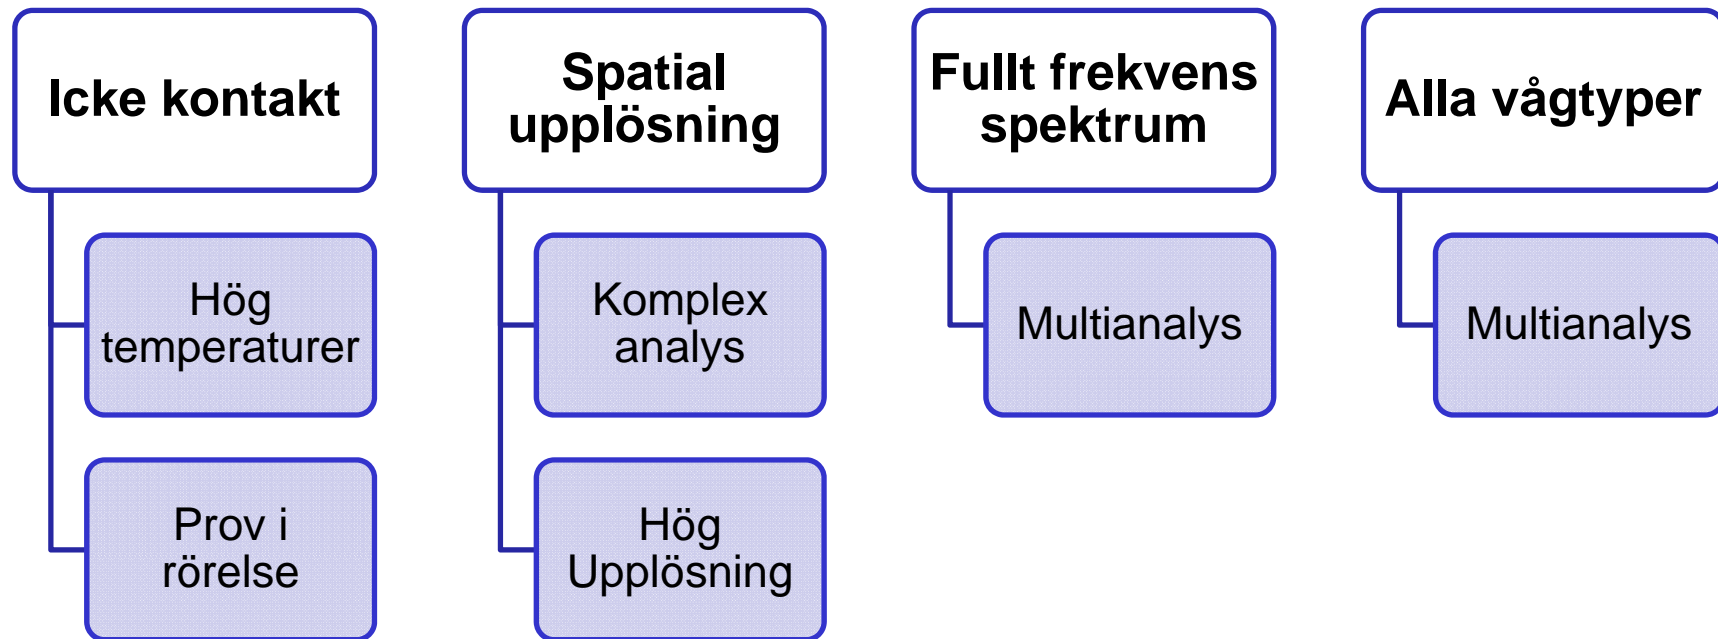 Icke kontakt
Hög
temperaturer
Prov i
rörelse
Spatial
upplösning
Komplex
analys
Hög
Upplösning
Fullt frekvens
spektrum
Multianalys
Alla vågtyper
Multianalys